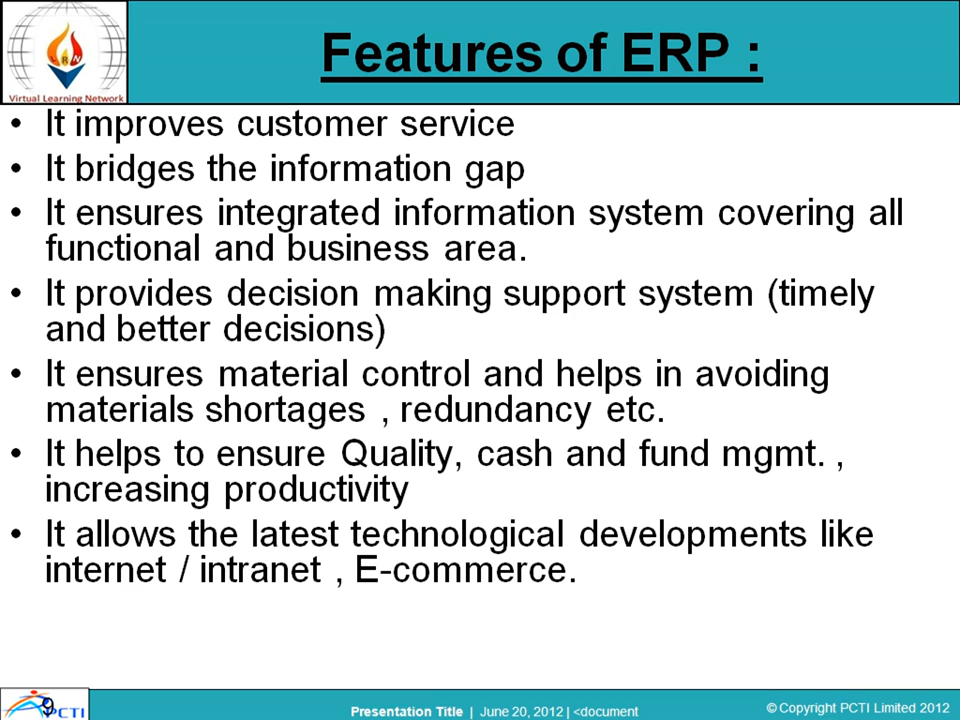 Features of ERP :
VRN
Virtual Learning Network
• It improves customer service
• It bridges the information gap
• It ensures integrated information system covering all
functional and business area.
• It provides decision making support system (timely
and better decisions)
• It ensures material control and helps in avoiding
materials shortages , redundancy etc.
• It helps to ensure Quality, cash and fund mgmt. ,
increasing productivity
• It allows the latest technological developments like
internet / intranet , E-commerce.
9
PCTI
Presentation Title | June 20, 2012 | <document
© Copyright PCTI Limited 2012